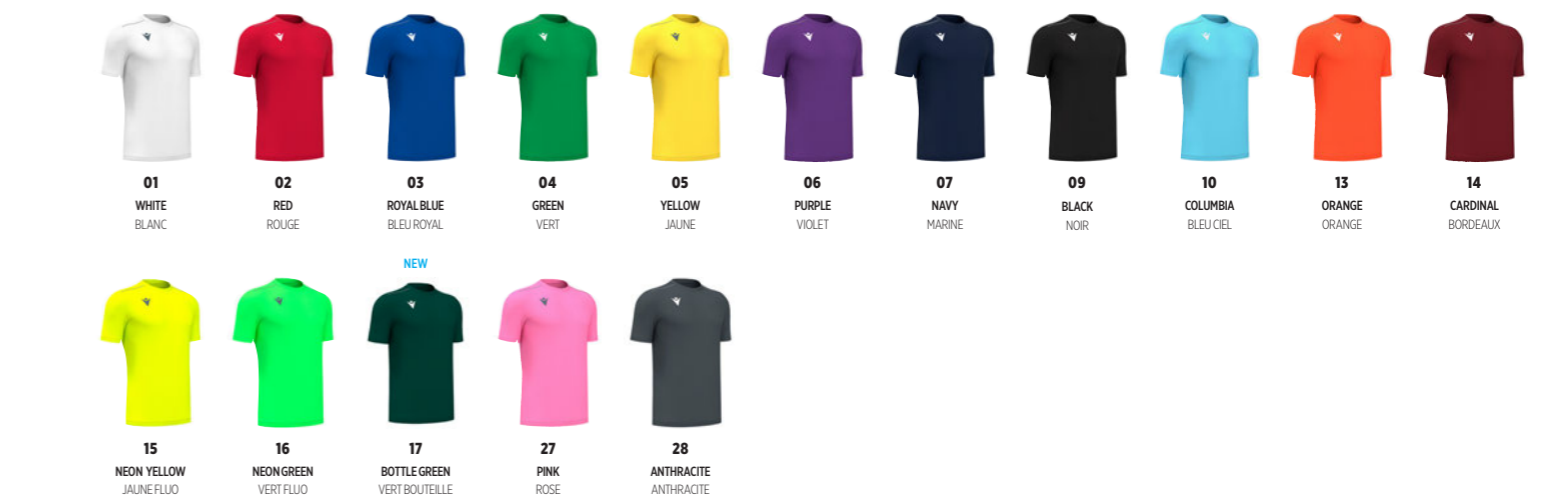 01 02 03 04 05 06 07 09 10 13 14
WHITE RED ROYAL BLUE GREEN YELLOW PURPLE NAVY BLACK COLUMBIA ORANGE CARDINAL
BLANC ROUGE BLEU ROYAL VERT JAUNE VIOLET MARINE NOIR BLEU CIEL ORANGE BORDEAUX
NEW
15 16 17 27 28
NEON YELLOW NEON GREEN BOTTLE GREEN PINK ANTHRACITE
JAUNE FLUO VERT FLUO VERT BOUTEILLE ROSE ANTHRACITE